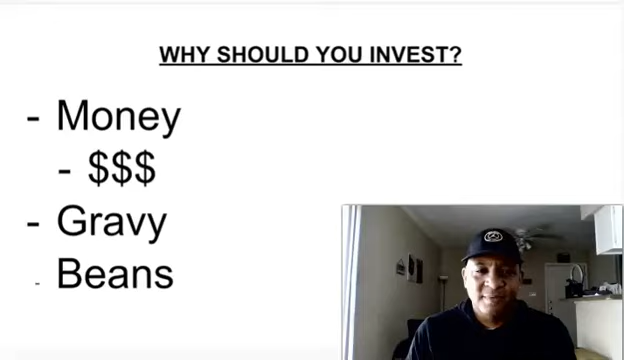 WHY SHOULD YOU INVEST?
- Money
- $$$
- Gravy
- Beans